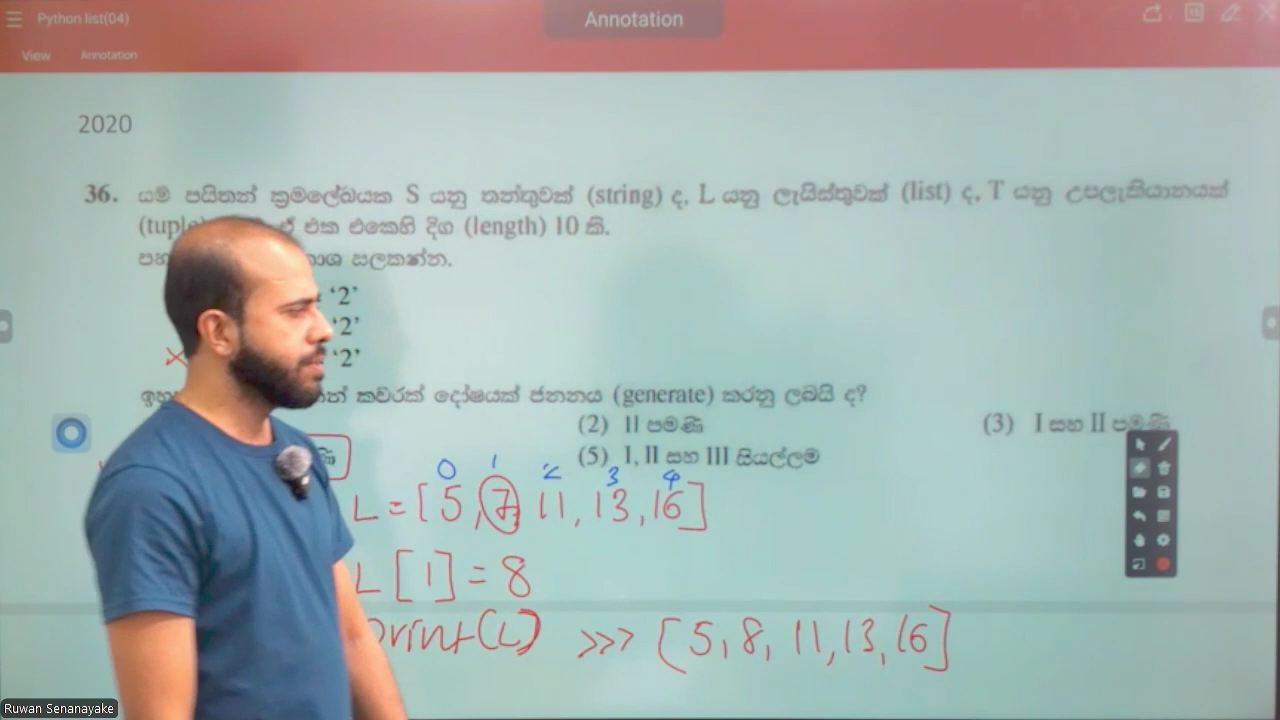 Python list(04)
Annotation
View
Annotation
2020
36. යම් පයිතන් ක්‍රමලේඛයක S යනු තන්තුවක් (string) ද, L යනු ලැයිස්තුවක් (list) ද, T යනු උපලැකියානයක්
(tuple) ඒ එක එකෙහි දිග (length) 10 කි.
සලකන්න.
‘2’
‘2’
‘2’
කවරක් දෝෂයක් ජනනය (generate) කරනු ලබයි ද?
(2) II පමණි
(3) I සහ II පමණි
(5) I, II සහ III සියල්ලම
0 1 2 3 4
L = [5, 7, 11, 13, 16]
L [1] = 8
print(L) >>> [5, 8, 11, 13, 16]
Ruwan Senanayake